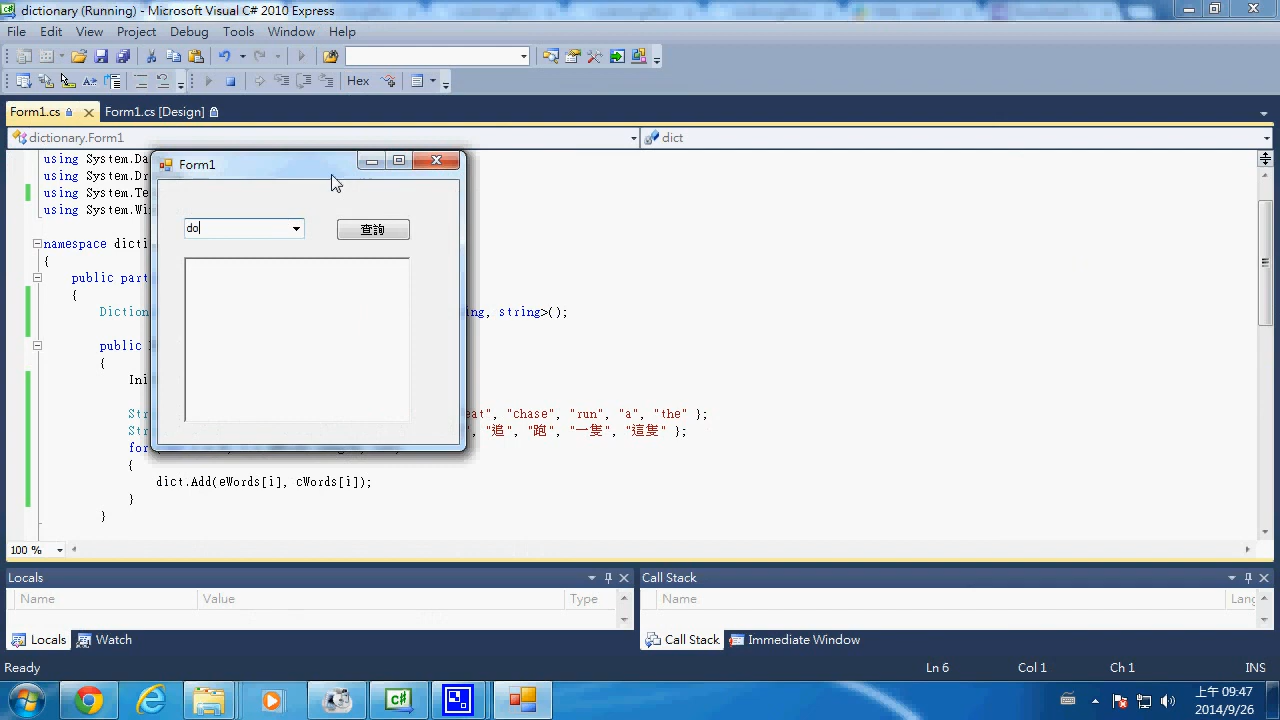 dictionary (Running) - Microsoft Visual C# 2010 Express
File Edit View Project Debug Tools Window Help
Hex
Form1.cs Form1.cs [Design]
dictionary.Form1 dict
using System.Da
using System.Dr
using System.Te
using System.Wi
Form1
do 查詢
namespace dicti
{
public part
{
Diction ing, string>();
public
{
Ini
Str eat", "chase", "run", "a", "the" };
Str ", "追", "跑", "一隻", "這隻" };
for
{
dict.Add(eWords[i], cWords[i]);
}
}
100 %
Locals Call Stack
Name Value Type Name Lang
Locals Watch Call Stack Immediate Window
Ready Ln 6 Col 1 Ch 1 INS
上午 09:47
2014/9/26